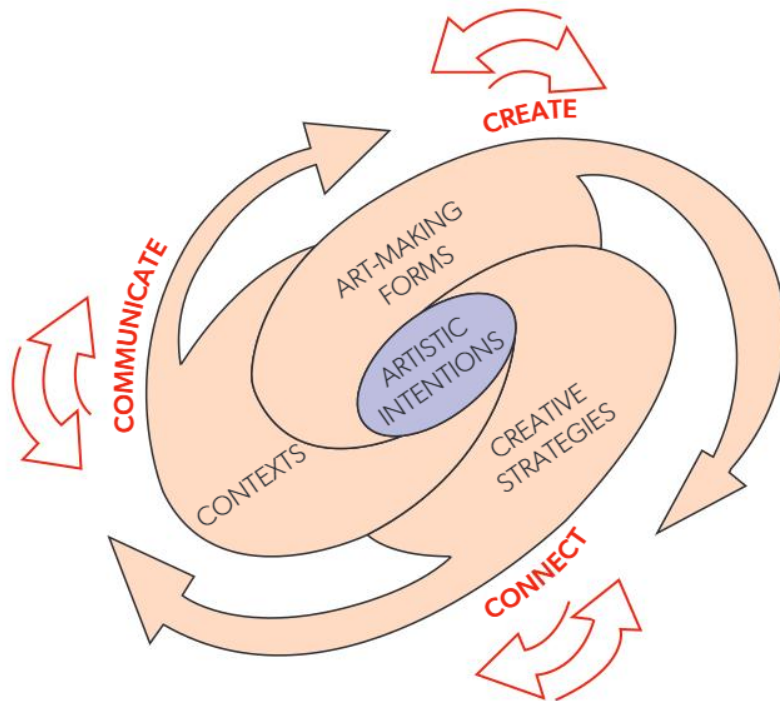 CREATE
ART-MAKING
FORMS
COMMUNICATE
ARTISTIC
INTENTIONS
CREATIVE
STRATEGIES
CONTEXTS
CONNECT